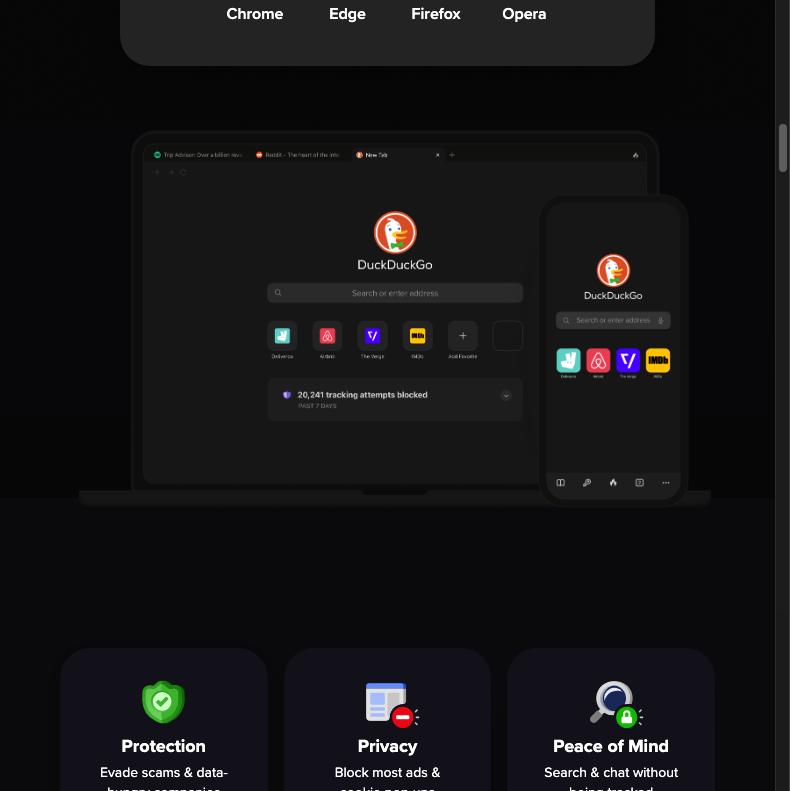 Chrome Edge Firefox Opera
Trip Advisor: Over a billion revi
Reddit - The heart of the inte
New Tab
DuckDuckGo
Search or enter address
Deliveroo Airbnb The Verge IMDb Add Favorite
20,241 tracking attempts blocked
PAST 7 DAYS
DuckDuckGo
Search or enter address
IMDb
Deliveroo Airbnb The Verge IMDb
Protection
Evade scams & data-
hungry companies
Privacy
Block most ads &
cookie pop-ups
Peace of Mind
Search & chat without
being tracked